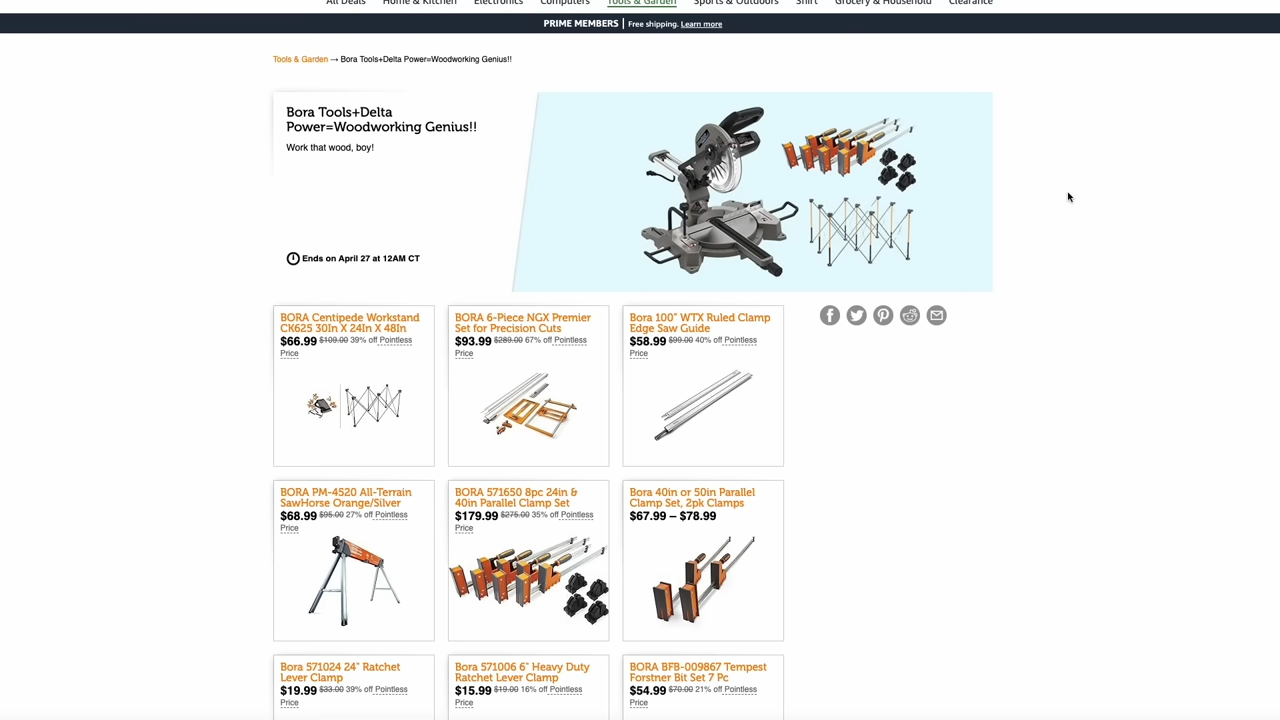 All Deals Home & Kitchen Electronics Computers Tools & Garden Sports & Outdoors Shirt Grocery & Household Clearance
PRIME MEMBERS | Free shipping. Learn more
Tools & Garden → Bora Tools+Delta Power=Woodworking Genius!!
Bora Tools+Delta
Power=Woodworking Genius!!
Work that wood, boy!
Ends on April 27 at 12AM CT
BORA Centipede Workstand
CK625 30In X 24In X 48In
$66.99 $109.00 39% off Pointless
Price
BORA 6-Piece NGX Premier
Set for Precision Cuts
$93.99 $289.00 67% off Pointless
Price
Bora 100" WTX Ruled Clamp
Edge Saw Guide
$58.99 $99.00 40% off Pointless
Price
BORA PM-4520 All-Terrain
SawHorse Orange/Silver
$68.99 $95.00 27% off Pointless
Price
BORA 571650 8pc 24in &
40in Parallel Clamp Set
$179.99 $275.00 35% off Pointless
Price
Bora 40in or 50in Parallel
Clamp Set, 2pk Clamps
$67.99 – $78.99
Bora 571024 24" Ratchet
Lever Clamp
$19.99 $33.00 39% off Pointless
Price
Bora 571006 6" Heavy Duty
Ratchet Lever Clamp
$15.99 $19.00 16% off Pointless
Price
BORA BFB-009867 Tempest
Forstner Bit Set 7 Pc
$54.99 $70.00 21% off Pointless
Price